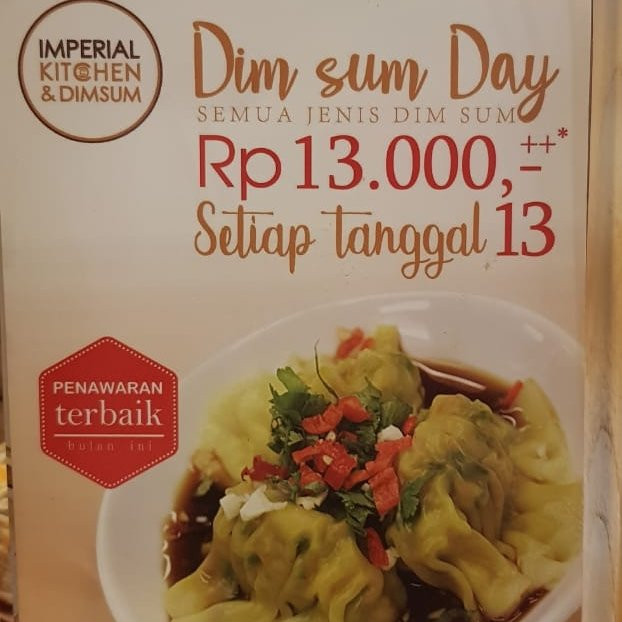 IMPERIAL
KITCHEN
& DIMSUM
Dim sum Day
SEMUA JENIS DIM SUM
Rp 13.000,-++*
Setiap tanggal 13
PENAWARAN
terbaik
bulan ini